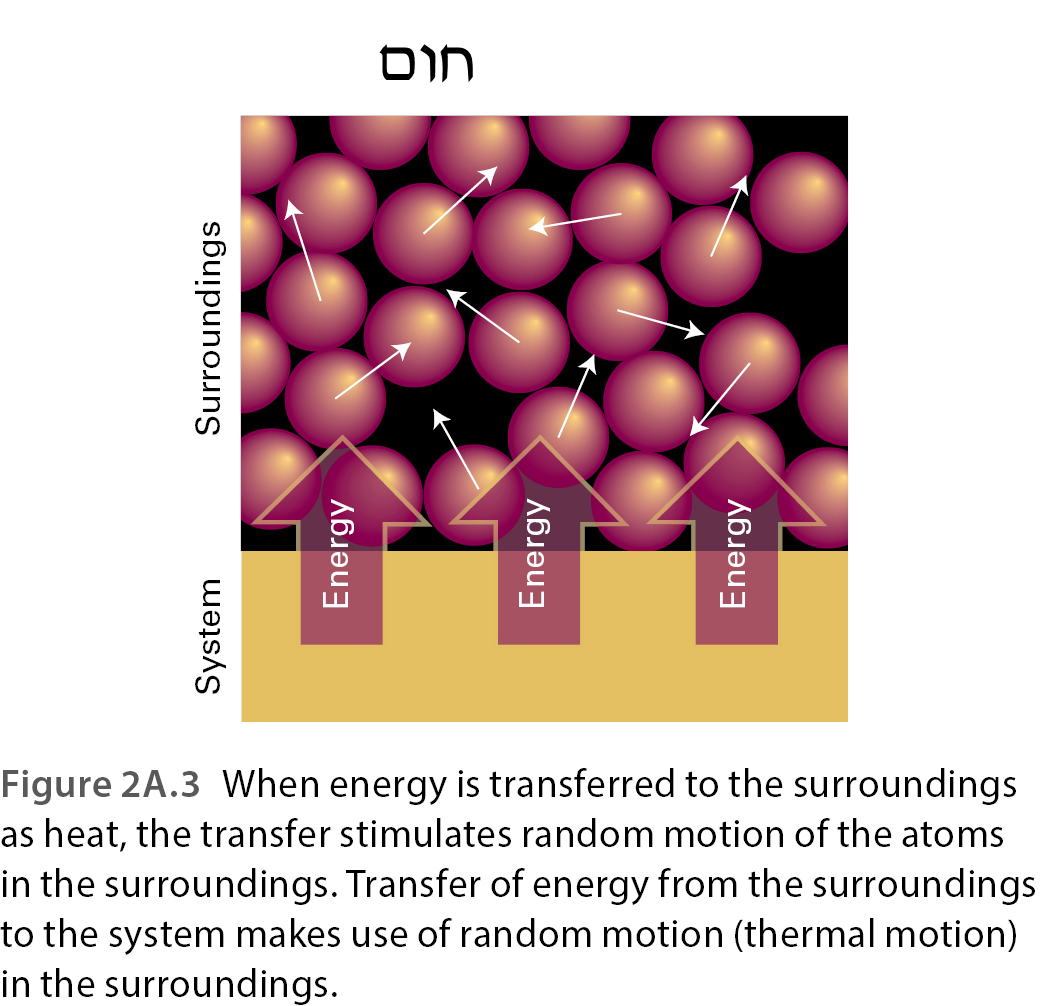 חום
Surroundings
System
Energy
Energy
Energy
Figure 2A.3 When energy is transferred to the surroundings
as heat, the transfer stimulates random motion of the atoms
in the surroundings. Transfer of energy from the surroundings
to the system makes use of random motion (thermal motion)
in the surroundings.